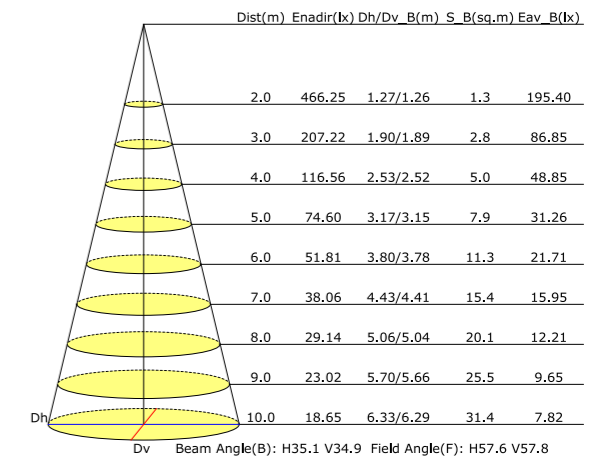 Dist(m) Enadir(lx) Dh/Dv_B(m) S_B(sq.m) Eav_B(lx)
2.0 466.25 1.27/1.26 1.3 195.40
3.0 207.22 1.90/1.89 2.8 86.85
4.0 116.56 2.53/2.52 5.0 48.85
5.0 74.60 3.17/3.15 7.9 31.26
6.0 51.81 3.80/3.78 11.3 21.71
7.0 38.06 4.43/4.41 15.4 15.95
8.0 29.14 5.06/5.04 20.1 12.21
9.0 23.02 5.70/5.66 25.5 9.65
Dh 10.0 18.65 6.33/6.29 31.4 7.82
Dv Beam Angle(B): H35.1 V34.9 Field Angle(F): H57.6 V57.8